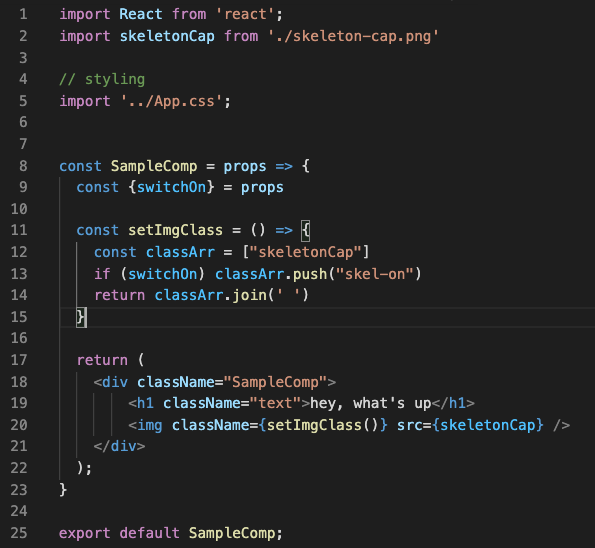 1 import React from 'react';
2 import skeletonCap from './skeleton-cap.png'
3
4 // styling
5 import '../App.css';
6
7
8 const SampleComp = props => {
9   const {switchOn} = props
10
11   const setImgClass = () => {
12     const classArr = ["skeletonCap"]
13     if (switchOn) classArr.push("skel-on")
14     return classArr.join(' ')
15   }
16
17   return (
18     <div className="SampleComp">
19         <h1 className="text">hey, what's up</h1>
20         <img className={setImgClass()} src={skeletonCap} />
21     </div>
22   );
23 }
24
25 export default SampleComp;